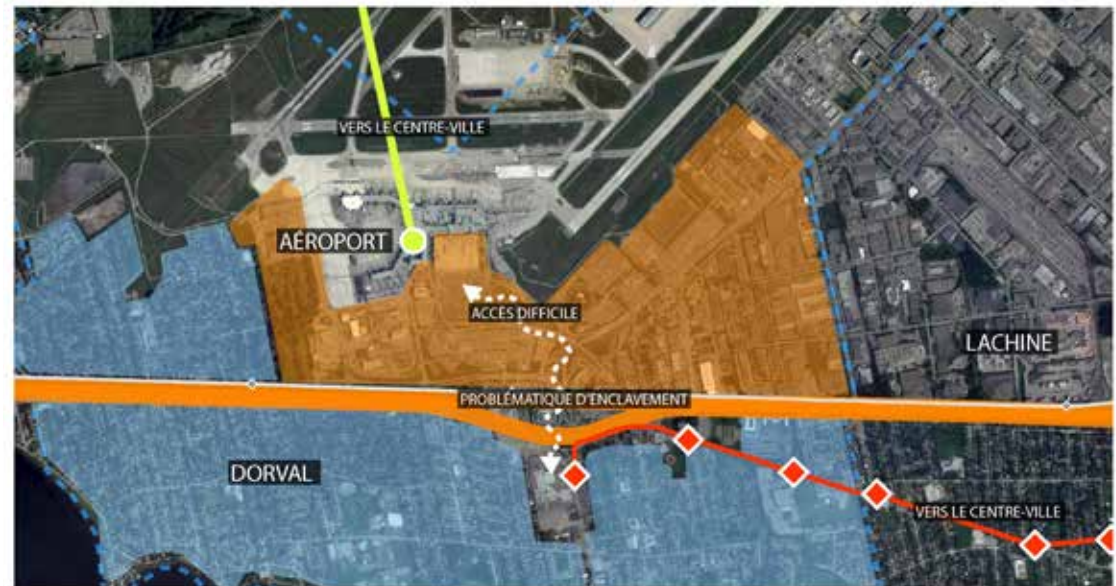 VERS LE CENTRE-VILLE
AÉROPORT
ACCÈS DIFFICILE
LACHINE
PROBLÉMATIQUE D'ENCLAVEMENT
DORVAL
VERS LE CENTRE-VILLE